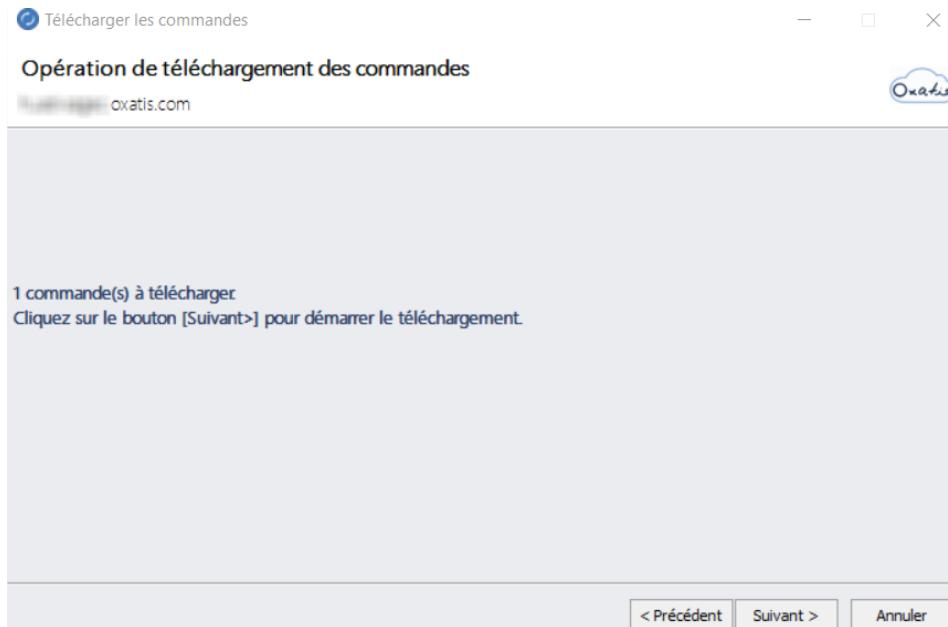 Télécharger les commandes
Opération de téléchargement des commandes
oxatis.com
Oxatis
1 commande(s) à télécharger.
Cliquez sur le bouton [Suivant>] pour démarrer le téléchargement.
< Précédent
Suivant >
Annuler